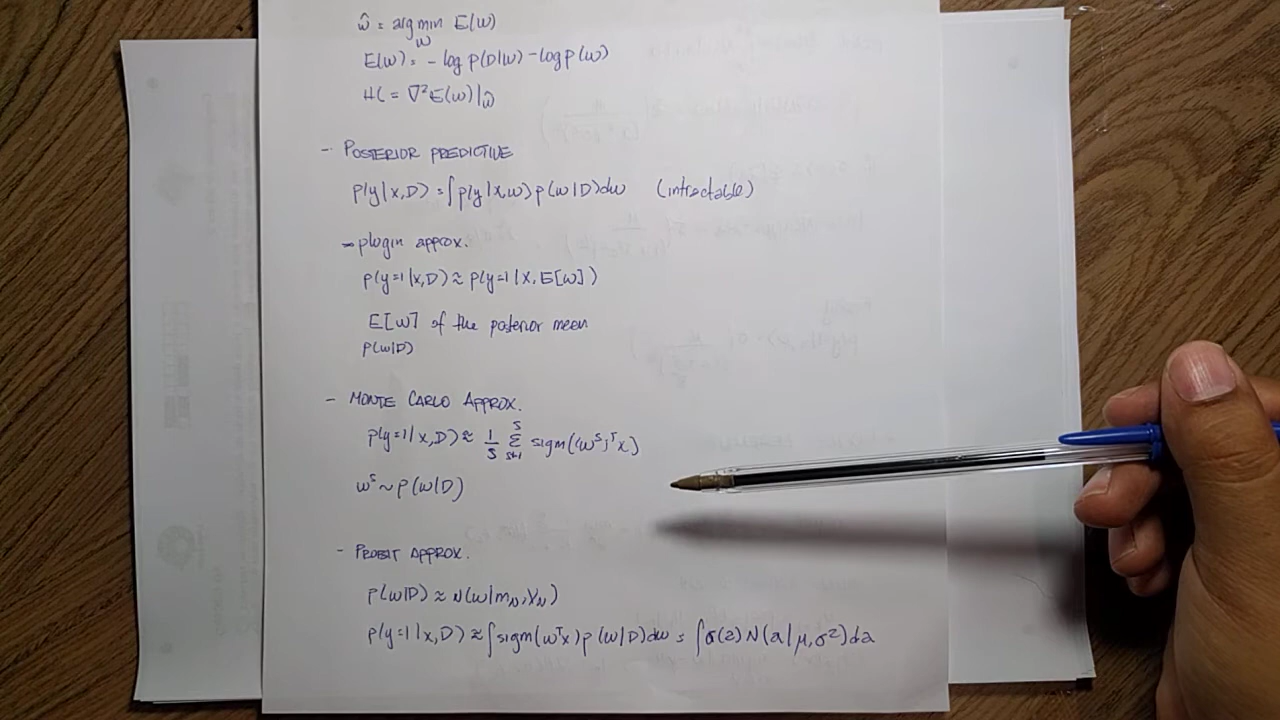 ŵ = arg min E(w)
w
E(w) = - log p(D|w) - log p(w)
H = ∇²E(w)|ŵ
- POSTERIOR PREDICTIVE
p(y|x,D) = ∫p(y|x,w)p(w|D)dw (intractable)
- plugin approx.
p(y=1|x,D) ≈ p(y=1|x,E[w])
E[w] of the posterior mean
p(w|D)
- MONTE CARLO APPROX.
p(y=1|x,D) ≈ 1/S Σ_{s=1}^{S} sigm((w^s)^T x)
w^s ~ p(w|D)
- PROBIT APPROX.
p(w|D) ≈ N(w|m_N,V_N)
p(y=1|x,D) ≈ ∫sigm(w^T x)p(w|D)dw = ∫σ(a)N(a|μ,σ²)da